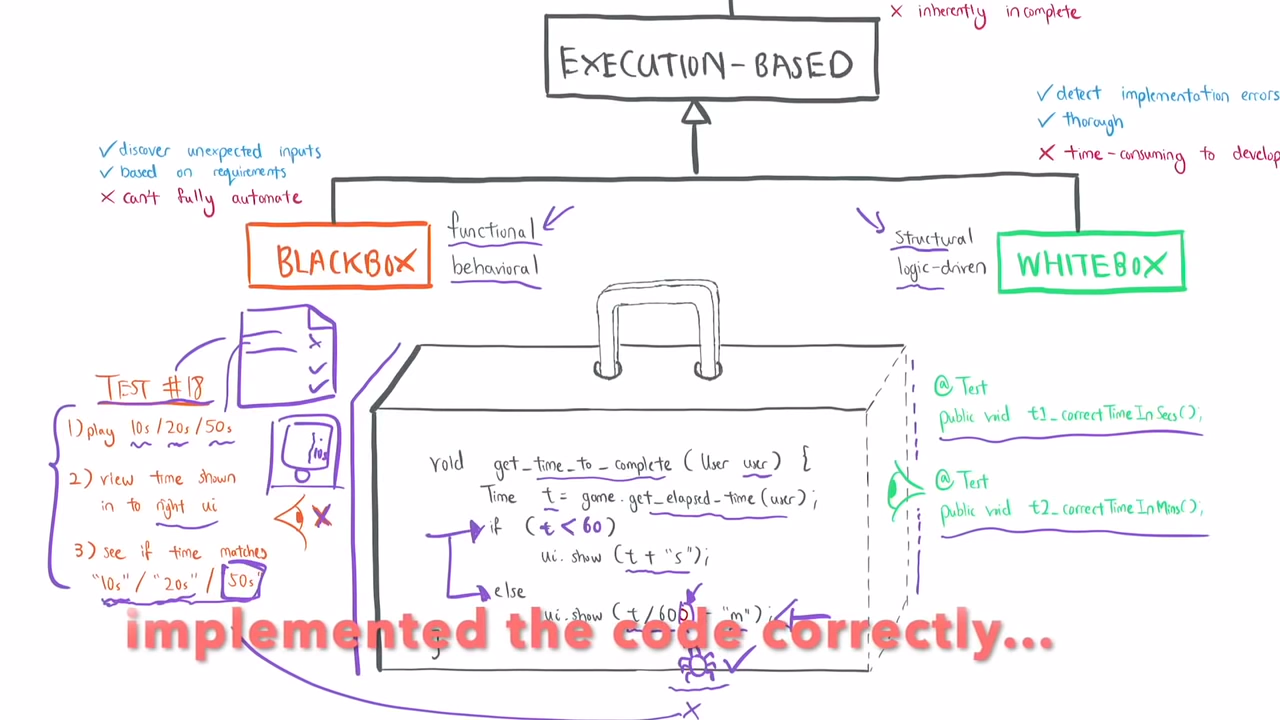 × inherently incomplete
EXECUTION-BASED
✓ detect implementation errors
✓ thorough
× time-consuming to develop
✓ discover unexpected inputs
✓ based on requirements
× can't fully automate
BLACKBOX
functional
behavioral
structural
logic-driven
WHITEBOX
TEST #18
1) play 10s / 20s / 50s
2) view time shown
in to right ui
3) see if time matches
"10s" / "20s" / 50s"
10s
void get_time_to_complete (User user) {
Time t = game.get_elapsed_time(user);
if (t < 60)
ui.show (t + "s");
else
ui.show (t/600 - "m");
}
@Test
public void t1_correctTimeInSecs();
@Test
public void t2_correctTimeInMins();
implemented the code correctly...